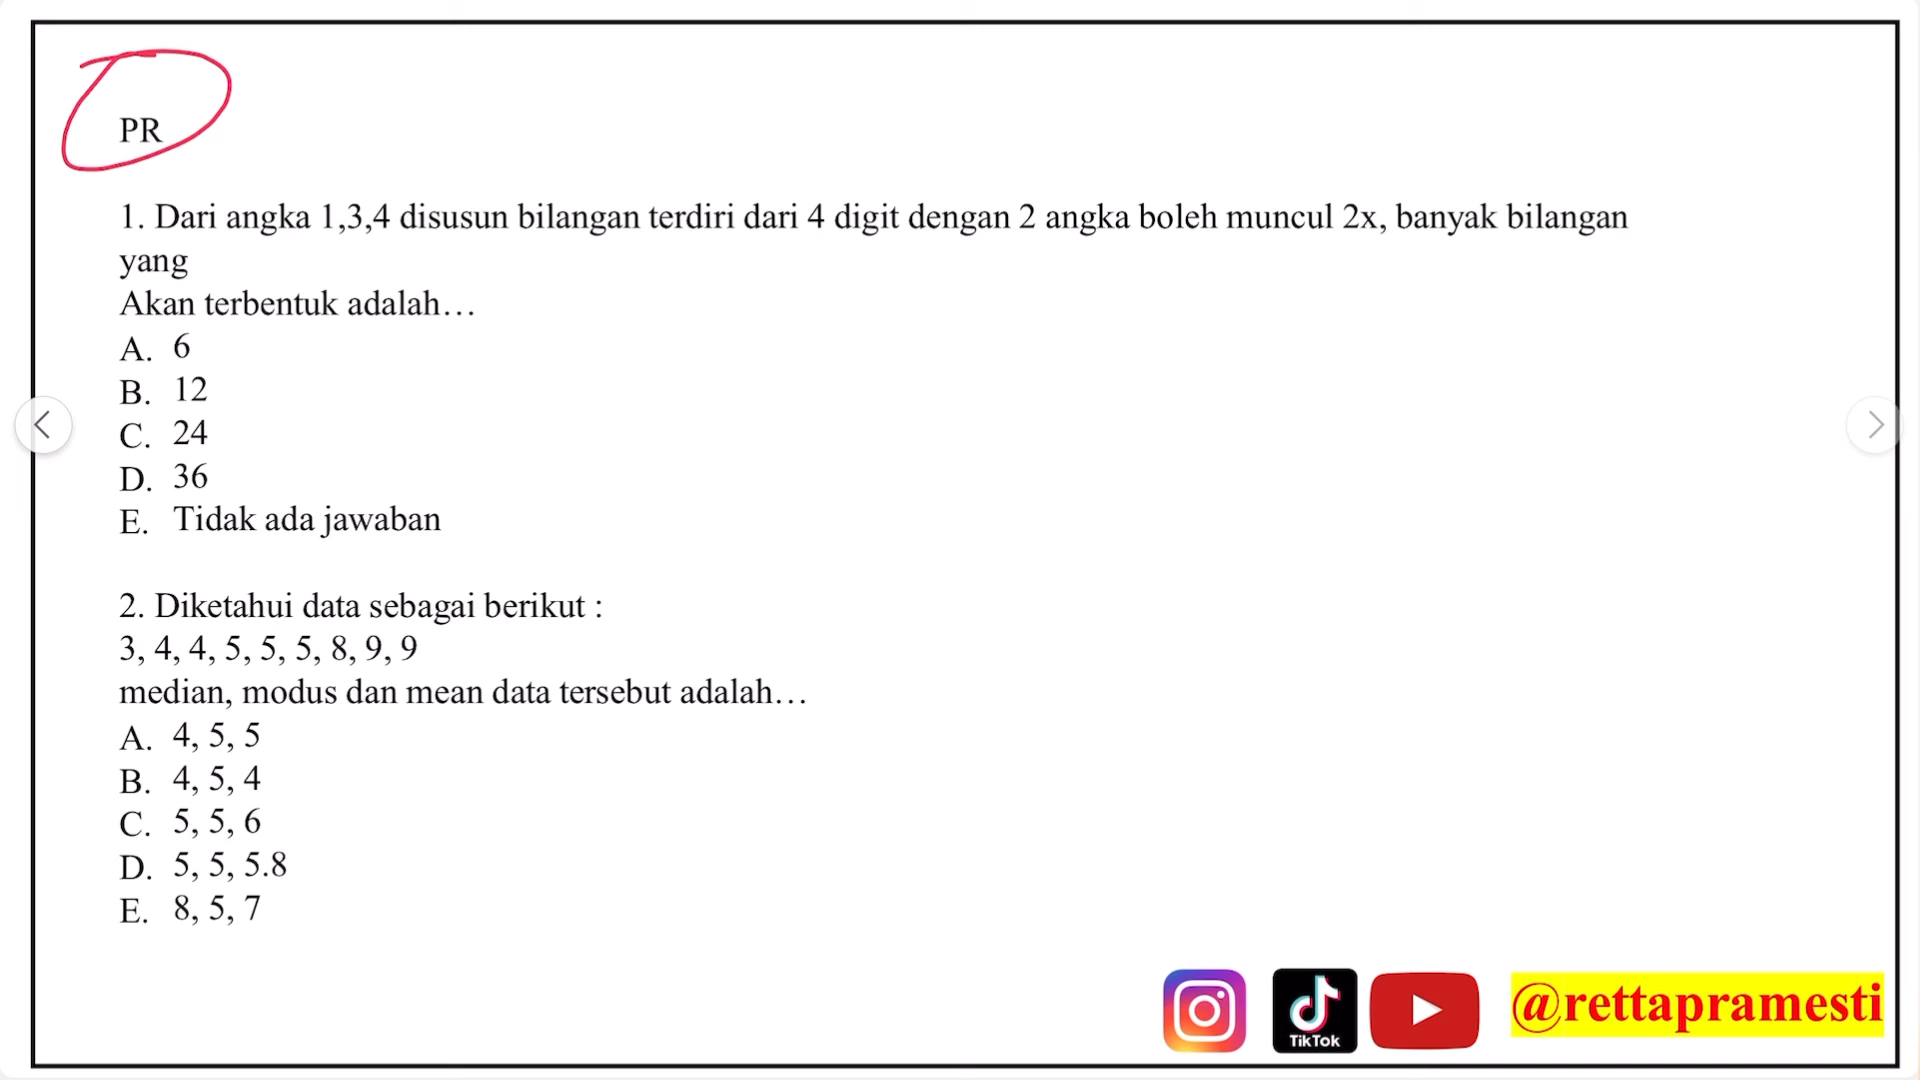 PR
1. Dari angka 1,3,4 disusun bilangan terdiri dari 4 digit dengan 2 angka boleh muncul 2x, banyak bilangan
yang
Akan terbentuk adalah…
A. 6
B. 12
C. 24
D. 36
E. Tidak ada jawaban
2. Diketahui data sebagai berikut :
3, 4, 4, 5, 5, 5, 8, 9, 9
median, modus dan mean data tersebut adalah…
A. 4, 5, 5
B. 4, 5, 4
C. 5, 5, 6
D. 5, 5, 5.8
E. 8, 5, 7
TikTok
@rettapramesti